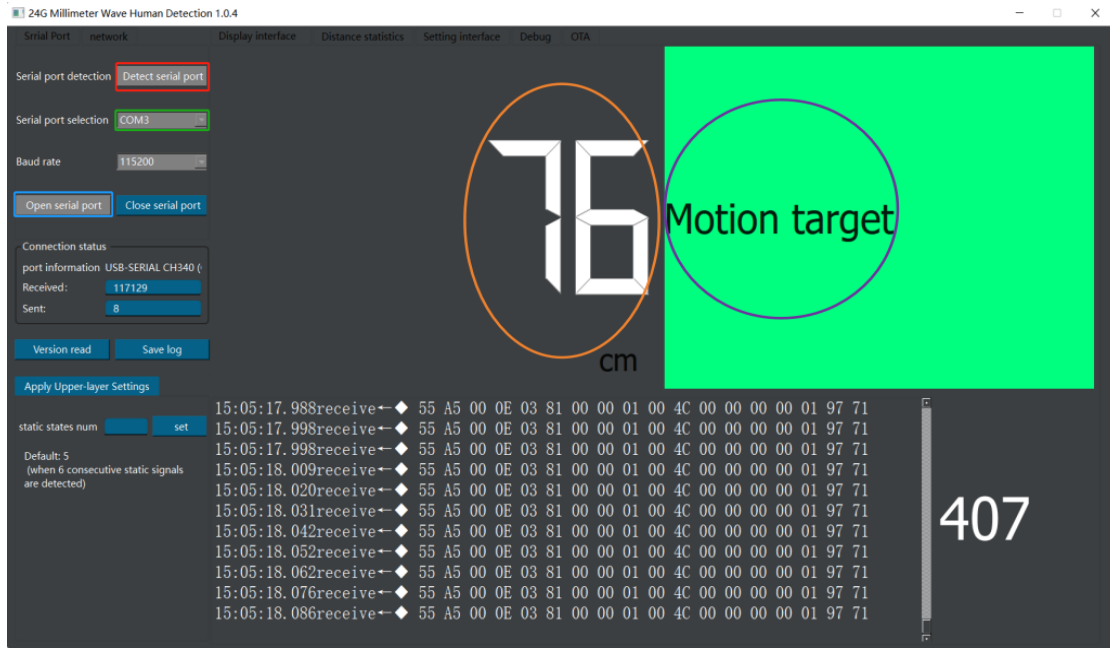 24G Millimeter Wave Human Detection 1.0.4
Srrial Port network
Display interface Distance statistics Setting interface Debug OTA
Serial port detection Detect serial port
Serial port selection COM3
Baud rate 115200
Open serial port Close serial port
Connection status
port information USB-SERIAL CH340 (
Received: 117129
Sent: 8
Version read Save log
Apply Upper-layer Settings
static states num set
Default: 5
(when 6 consecutive static signals
are detected)
76
cm
Motion target
15:05:17.988receive←◆ 55 A5 00 0E 03 81 00 00 01 00 4C 00 00 00 00 01 97 71
15:05:17.998receive←◆ 55 A5 00 0E 03 81 00 00 01 00 4C 00 00 00 00 01 97 71
15:05:17.998receive←◆ 55 A5 00 0E 03 81 00 00 01 00 4C 00 00 00 00 01 97 71
15:05:18.009receive←◆ 55 A5 00 0E 03 81 00 00 01 00 4C 00 00 00 00 01 97 71
15:05:18.020receive←◆ 55 A5 00 0E 03 81 00 00 01 00 4C 00 00 00 00 01 97 71
15:05:18.031receive←◆ 55 A5 00 0E 03 81 00 00 01 00 4C 00 00 00 00 01 97 71
15:05:18.042receive←◆ 55 A5 00 0E 03 81 00 00 01 00 4C 00 00 00 00 01 97 71
15:05:18.052receive←◆ 55 A5 00 0E 03 81 00 00 01 00 4C 00 00 00 00 01 97 71
15:05:18.062receive←◆ 55 A5 00 0E 03 81 00 00 01 00 4C 00 00 00 00 01 97 71
15:05:18.076receive←◆ 55 A5 00 0E 03 81 00 00 01 00 4C 00 00 00 00 01 97 71
15:05:18.086receive←◆ 55 A5 00 0E 03 81 00 00 01 00 4C 00 00 00 00 01 97 71
407